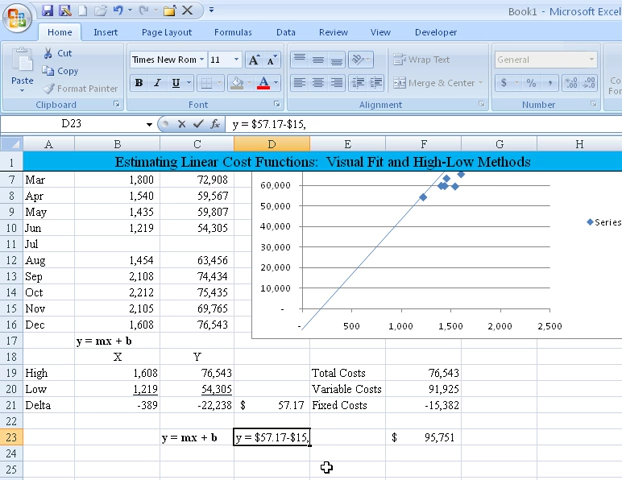 Book1 - Microsoft Exce
Home Insert Page Layout Formulas Data Review View Developer
Cut
Copy
Paste Format Painter
Times New Rom 11 A A
B I U A
Wrap Text
Merge & Center
General
$ % ,
Co
For
Clipboard Font Alignment Number
D23 fx y = $57.17-$15,
A B C D E F G H
1 Estimating Linear Cost Functions: Visual Fit and High-Low Methods
7 Mar 1,800 72,908
8 Apr 1,540 59,567
9 May 1,435 59,807
10 Jun 1,219 54,305
11 Jul
12 Aug 1,454 63,456
13 Sep 2,108 74,434
14 Oct 2,212 75,435
15 Nov 2,105 69,765
16 Dec 1,608 76,543
60,000
50,000
40,000
30,000
20,000
10,000
-
- 500 1,000 1,500 2,000 2,500
Series
17 y = mx + b
18 X Y
19 High 1,608 76,543 Total Costs 76,543
20 Low 1,219 54,305 Variable Costs 91,925
21 Delta -389 -22,238 $ 57.17 Fixed Costs -15,382
22
23 y = mx + b y = $57.17-$15, $ 95,751
24
25